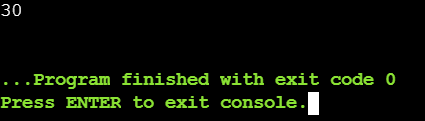 30
...Program finished with exit code 0
Press ENTER to exit console.